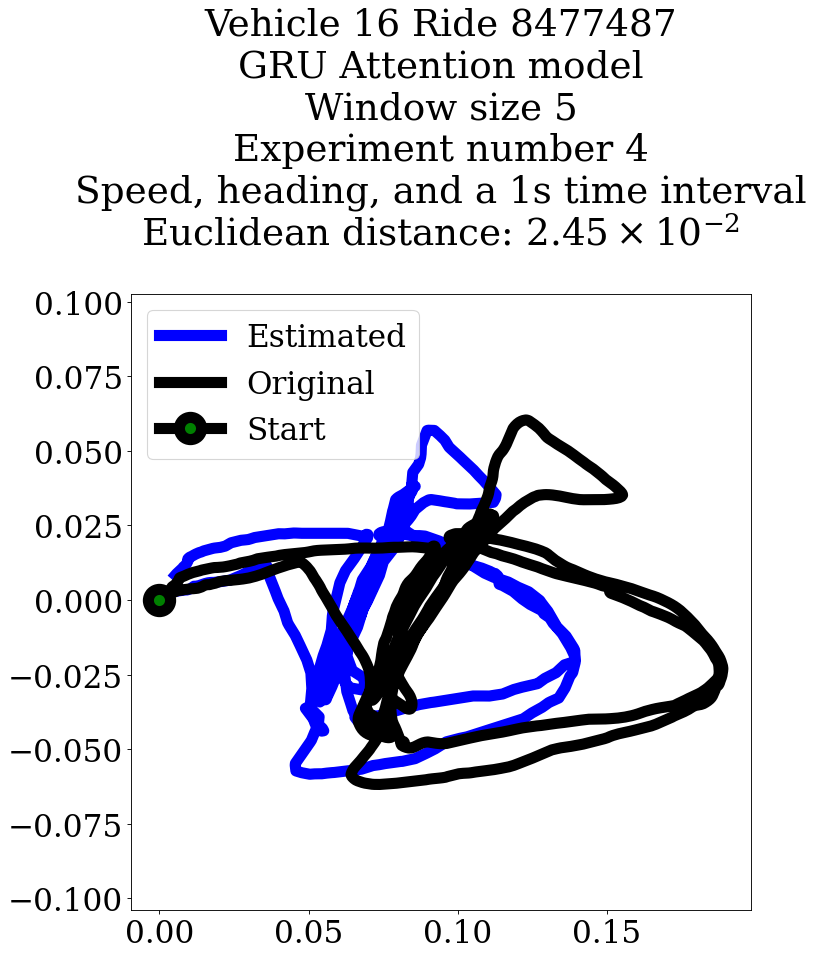 Vehicle 16 Ride 8477487
GRU Attention model
Window size 5
Experiment number 4
Speed, heading, and a 1s time interval
Euclidean distance: 2.45 × 10⁻²
0.100
0.075
0.050
0.025
0.000
−0.025
−0.050
−0.075
−0.100
Estimated
Original
Start
0.00 0.05 0.10 0.15